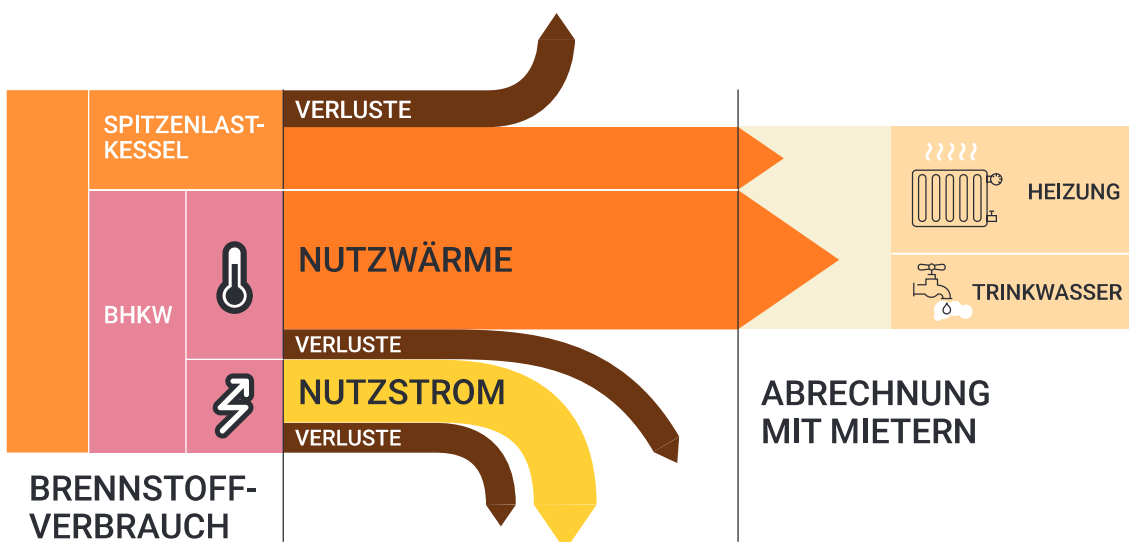 VERLUSTE
SPITZENLAST-
KESSEL
HEIZUNG
NUTZWÄRME
TRINKWASSER
BHKW
VERLUSTE
NUTZSTROM
VERLUSTE
ABRECHNUNG
MIT MIETERN
BRENNSTOFF-
VERBRAUCH